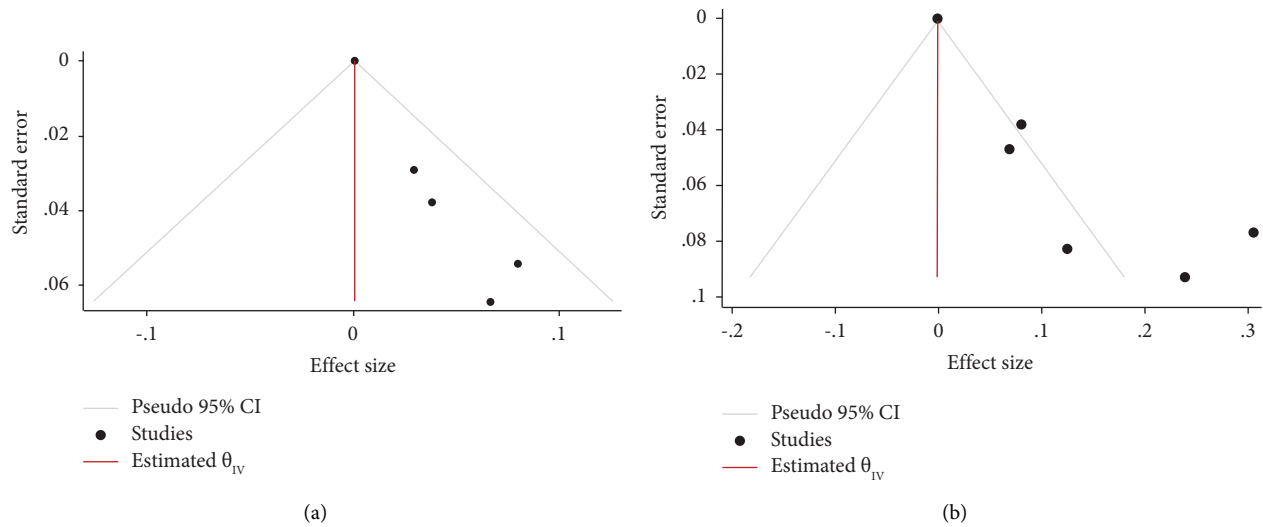 0
.02
.04
.06
Standard error
-.1
0
.1
Effect size
Pseudo 95% CI
Studies
Estimated θIV
(a)
0
.02
.04
.06
.08
.1
Standard error
-.2
-.1
0
.1
.2
.3
Effect size
Pseudo 95% CI
Studies
Estimated θIV
(b)